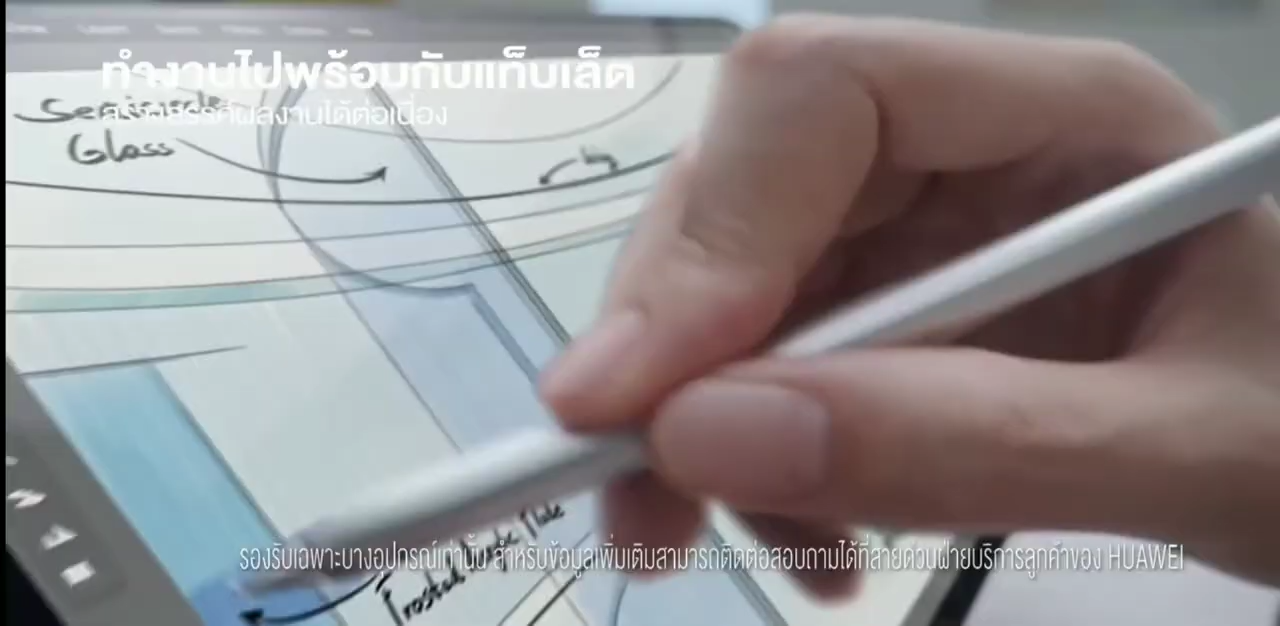 ทำงานไปพร้อมกับแท็บเล็ต
สร้างสรรค์ผลงานได้ต่อเนื่อง
Glass
Frosted
รองรับเฉพาะบางอุปกรณ์เท่านั้น สำหรับข้อมูลเพิ่มเติมสามารถติดต่อสอบถามได้ที่สายด่วนฝ่ายบริการลูกค้าของ HUAWEI